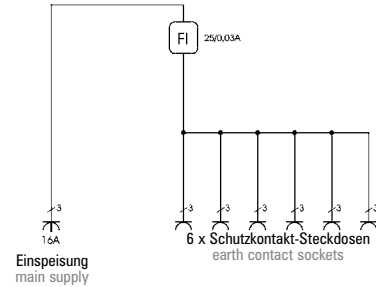 FI 25/0,03A
3 3 3 3 3 3 3
16A
6 x Schutzkontakt-Steckdosen
earth contact sockets
Einspeisung
main supply